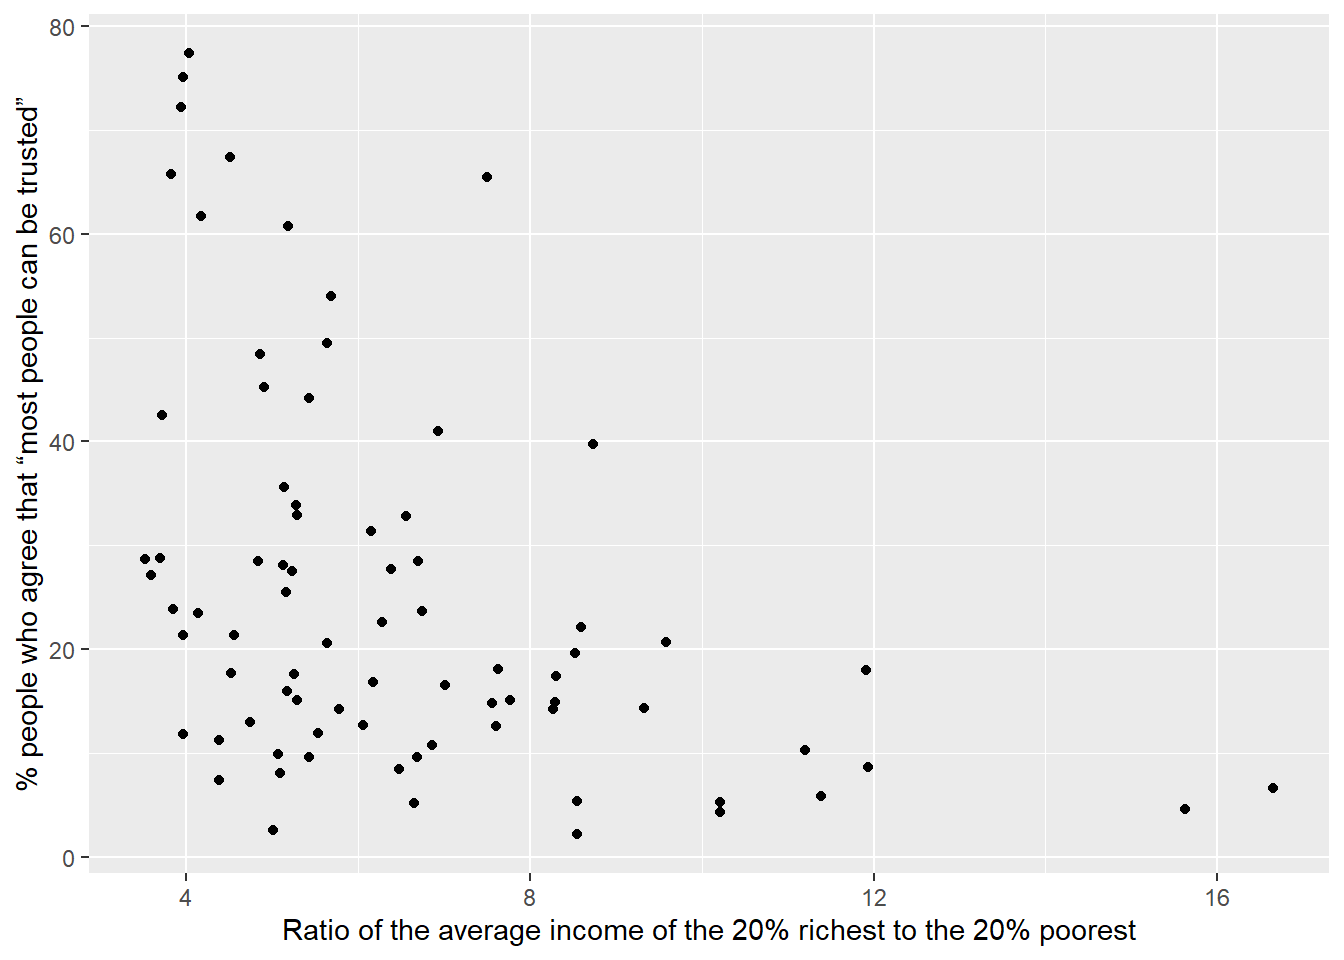 % people who agree that “most people can be trusted”
80
60
40
20
0
4 8 12 16
Ratio of the average income of the 20% richest to the 20% poorest